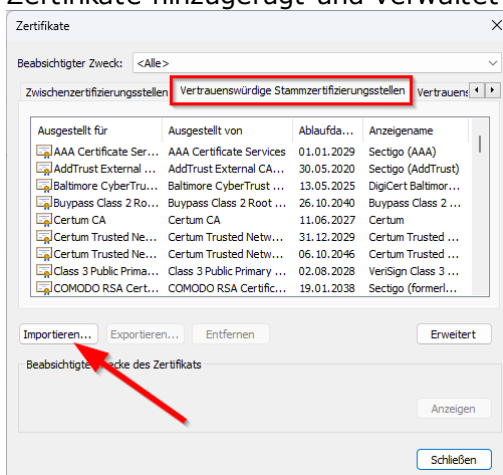 Zertifikate hinzugefügt und verwaltet
Zertifikate
Beabsichtigter Zweck: <Alle>
Zwischenzertifizierungsstellen Vertrauenswürdige Stammzertifizierungsstellen Vertrauens
Ausgestellt für Ausgestellt von Ablaufda... Anzeigename
AAA Certificate Ser... AAA Certificate Services 01.01.2029 Sectigo (AAA)
AddTrust External ... AddTrust External CA... 30.05.2020 Sectigo (AddTrust)
Baltimore CyberTru... Baltimore CyberTrust ... 13.05.2025 DigiCert Baltimor...
Buypass Class 2 Ro... Buypass Class 2 Root ... 26.10.2040 Buypass Class 2 ...
Certum CA Certum CA 11.06.2027 Certum
Certum Trusted Ne... Certum Trusted Netw... 31.12.2029 Certum Trusted ...
Certum Trusted Ne... Certum Trusted Netw... 06.10.2046 Certum Trusted ...
Class 3 Public Prima... Class 3 Public Primary ... 02.08.2028 VeriSign Class 3 ...
COMODO RSA Cert... COMODO RSA Certific... 19.01.2038 Sectigo (formerl...
Importieren... Exportieren... Entfernen Erweitert
Beabsichtigte Zwecke des Zertifikats
Anzeigen
Schließen